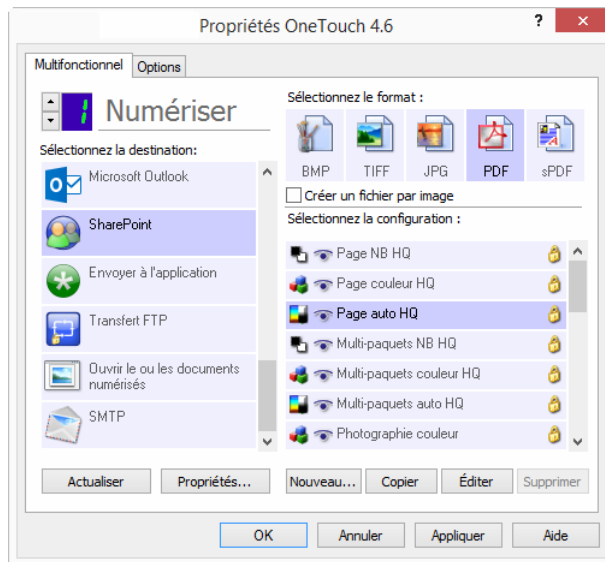 Propriétés OneTouch 4.6
?
Multifonctionnel
Options
1
Numériser
Sélectionnez la destination:
Microsoft Outlook
SharePoint
Envoyer à l'application
Transfert FTP
Ouvrir le ou les documents
numérisés
SMTP
Actualiser
Propriétés...
Sélectionnez le format :
BMP
TIFF
JPG
PDF
sPDF
Créer un fichier par image
Sélectionnez la configuration :
Page NB HQ
Page couleur HQ
Page auto HQ
Multi-paquets NB HQ
Multi-paquets couleur HQ
Multi-paquets auto HQ
Photographie couleur
Nouveau...
Copier
Éditer
Supprimer
OK
Annuler
Appliquer
Aide